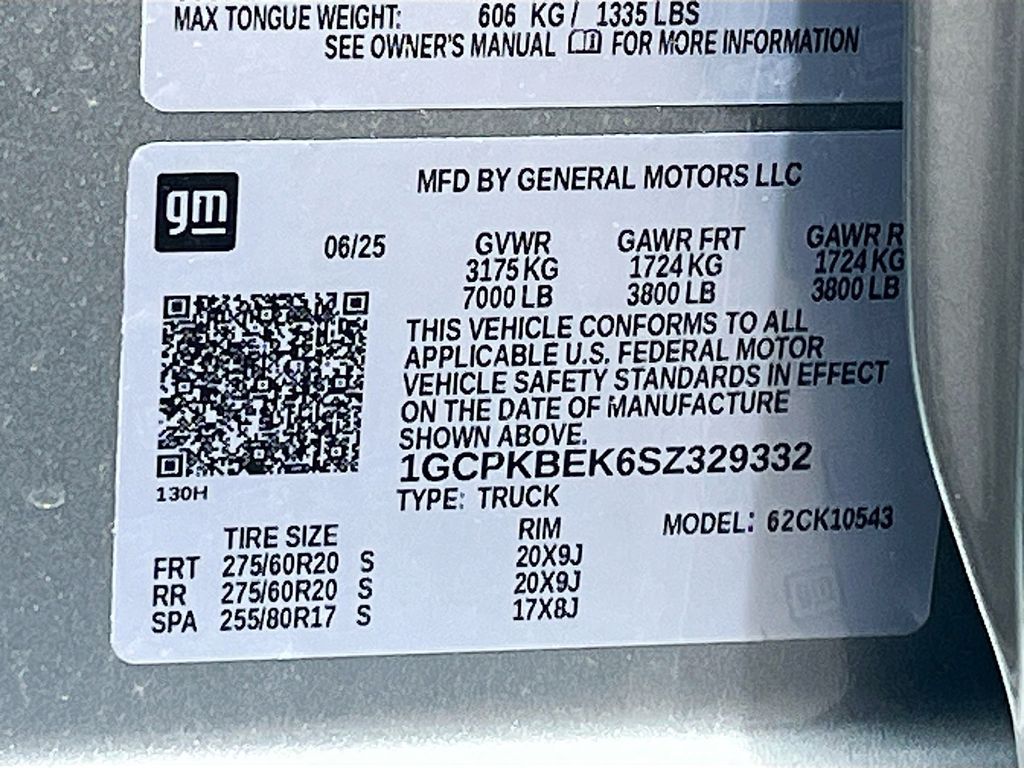 MAX TONGUE WEIGHT: 606 KG / 1335 LBS
SEE OWNER'S MANUAL FOR MORE INFORMATION
gm
MFD BY GENERAL MOTORS LLC
06/25
GVWR GAWR FRT GAWR R
3175 KG 1724 KG 1724 KG
7000 LB 3800 LB 3800 LB
THIS VEHICLE CONFORMS TO ALL
APPLICABLE U.S. FEDERAL MOTOR
VEHICLE SAFETY STANDARDS IN EFFECT
ON THE DATE OF MANUFACTURE
SHOWN ABOVE.
1GCPKBEK6SZ329332
130H
TYPE: TRUCK
MODEL: 62CK10543
TIRE SIZE RIM
FRT 275/60R20 S 20X9J
RR 275/60R20 S 20X9J
SPA 255/80R17 S 17X8J